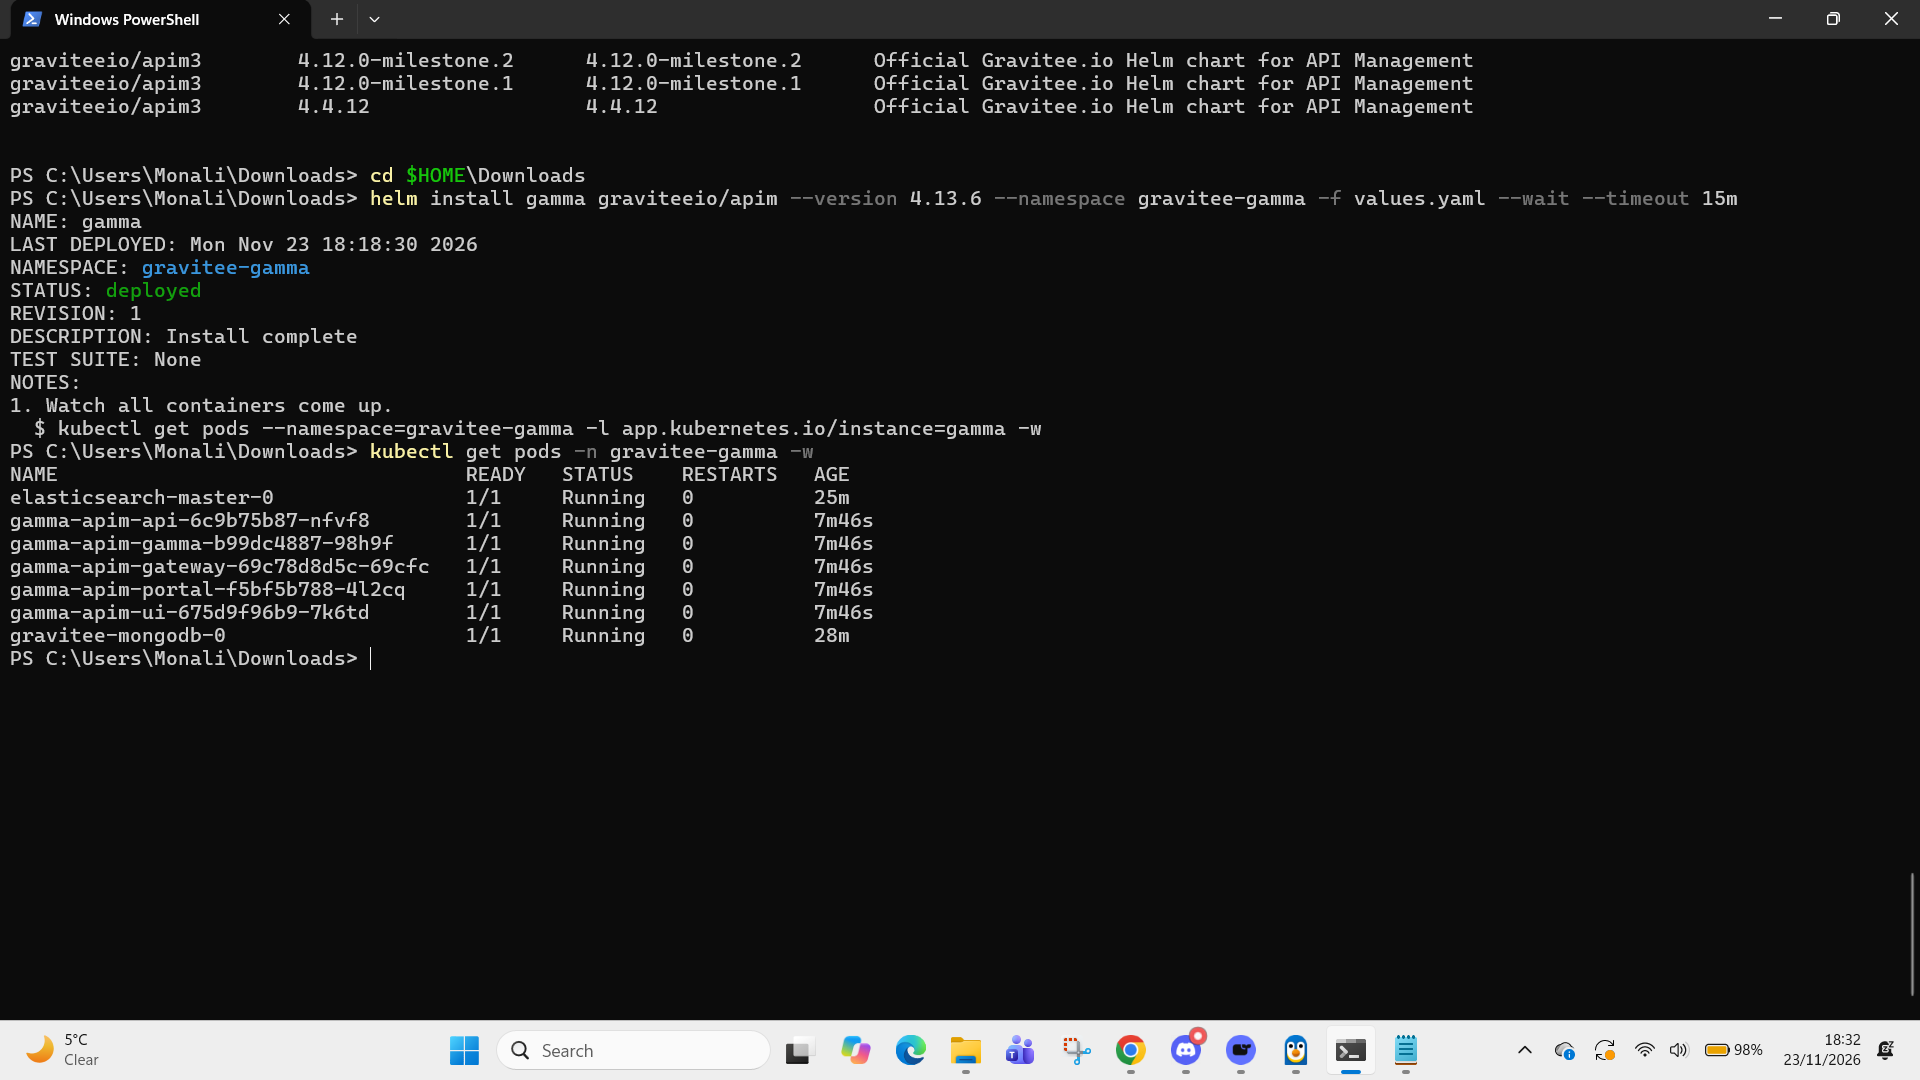 Windows PowerShell
graviteeio/apim3 4.12.0-milestone.2 4.12.0-milestone.2 Official Gravitee.io Helm chart for API Management
graviteeio/apim3 4.12.0-milestone.1 4.12.0-milestone.1 Official Gravitee.io Helm chart for API Management
graviteeio/apim3 4.4.12 4.4.12 Official Gravitee.io Helm chart for API Management
PS C:\Users\Monali\Downloads> cd $HOME\Downloads
PS C:\Users\Monali\Downloads> helm install gamma graviteeio/apim --version 4.13.6 --namespace gravitee-gamma -f values.yaml --wait --timeout 15m
NAME: gamma
LAST DEPLOYED: Mon Nov 23 18:18:30 2026
NAMESPACE: gravitee-gamma
STATUS: deployed
REVISION: 1
DESCRIPTION: Install complete
TEST SUITE: None
NOTES:
1. Watch all containers come up.
$ kubectl get pods --namespace=gravitee-gamma -l app.kubernetes.io/instance=gamma -w
PS C:\Users\Monali\Downloads> kubectl get pods -n gravitee-gamma -w
NAME READY STATUS RESTARTS AGE
elasticsearch-master-0 1/1 Running 0 25m
gamma-apim-api-6c9b75b87-nfvf8 1/1 Running 0 7m46s
gamma-apim-gamma-b99dc4887-98h9f 1/1 Running 0 7m46s
gamma-apim-gateway-69c78d8d5c-69cfc 1/1 Running 0 7m46s
gamma-apim-portal-f5bf5b788-4l2cq 1/1 Running 0 7m46s
gamma-apim-ui-675d9f96b9-7k6td 1/1 Running 0 7m46s
gravitee-mongodb-0 1/1 Running 0 28m
PS C:\Users\Monali\Downloads>
5°C
Clear
Search
98%
18:32
23/11/2026